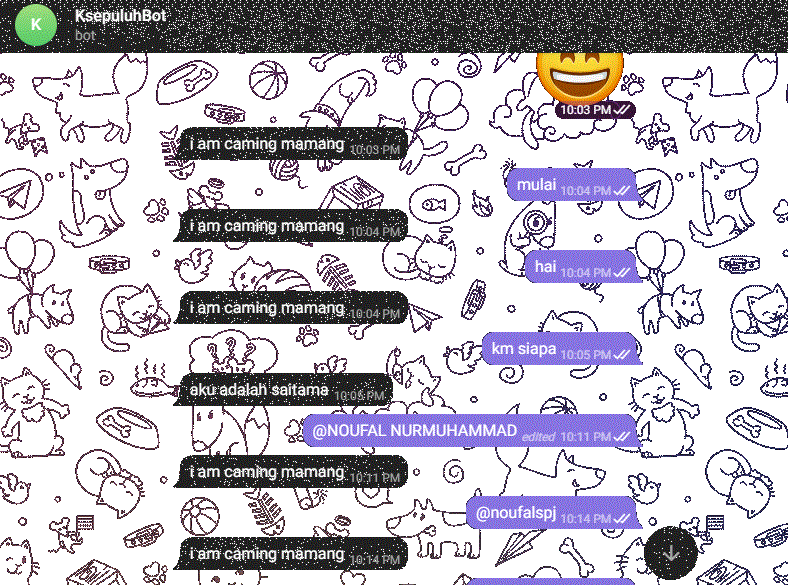 K
KsepuluhBot
bot
10:03 PM
i am caming mamang 10:03 PM
mulai 10:04 PM
i am caming mamang 10:04 PM
hai 10:04 PM
i am caming mamang 10:04 PM
km siapa 10:05 PM
aku adalah saitama 10:05 PM
@NOUFAL NURMUHAMMAD edited 10:11 PM
i am caming mamang 10:11 PM
@noufalspj 10:14 PM
i am caming mamang 10:14 PM